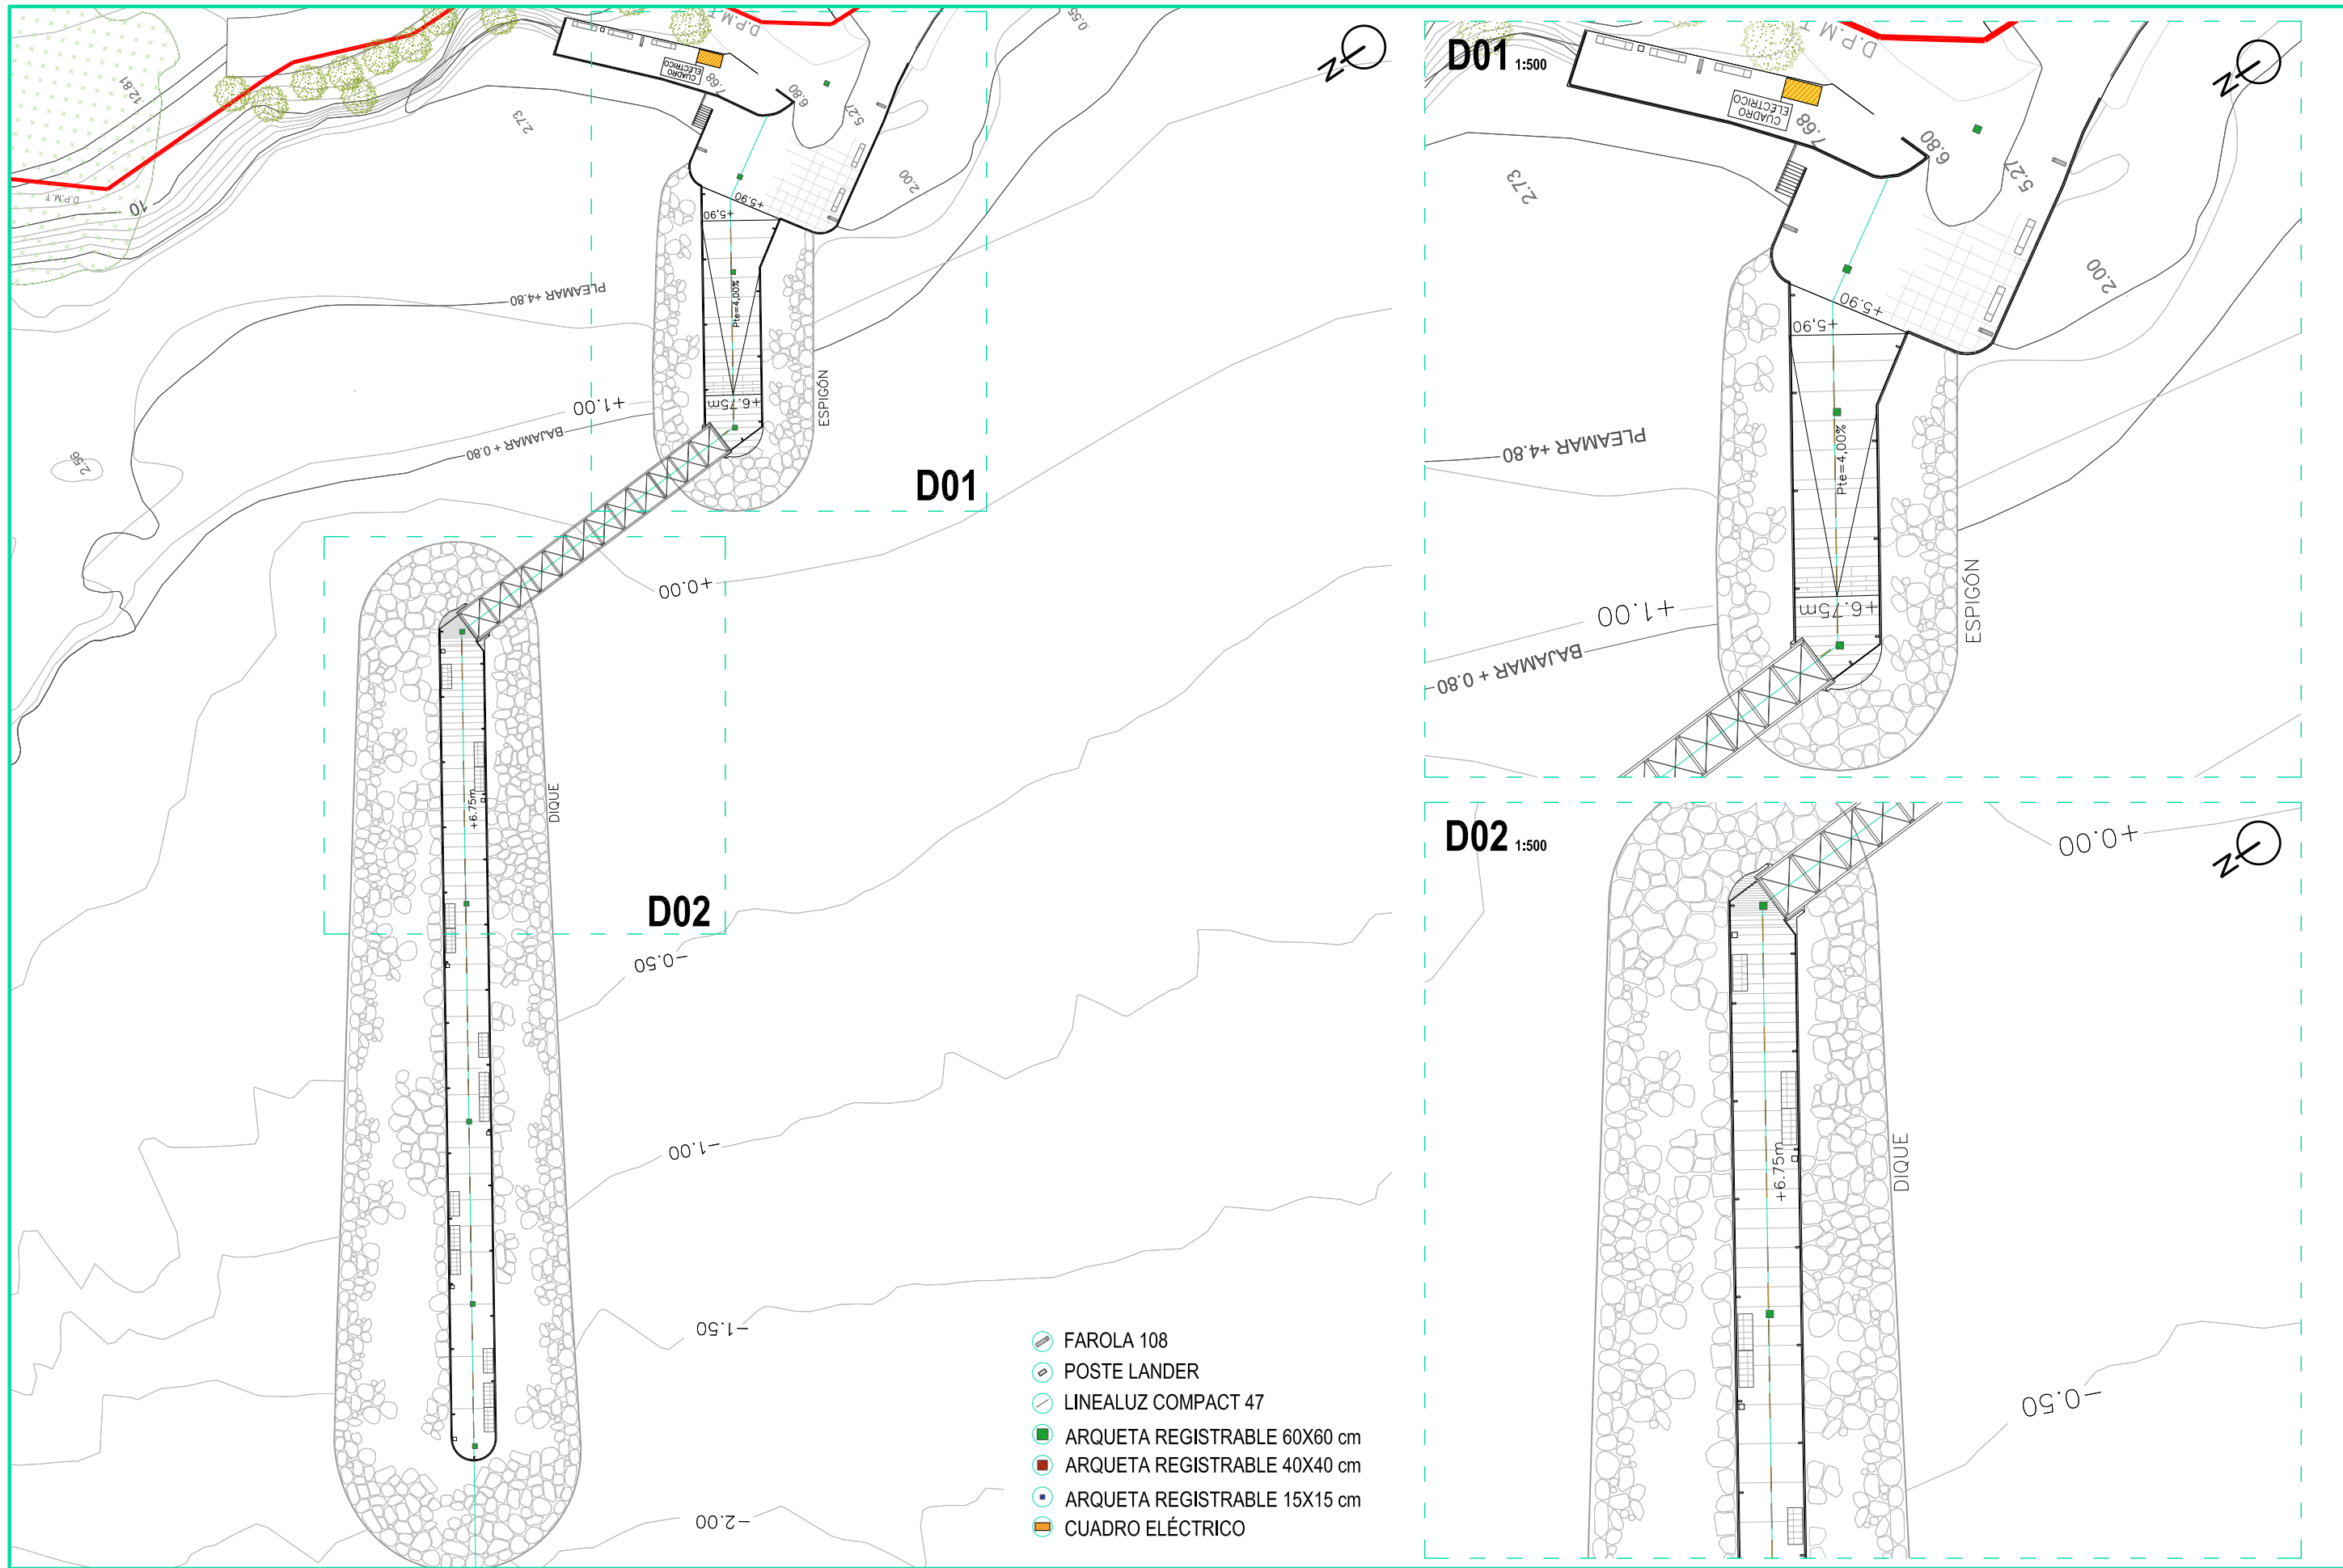 D.P.M.T
12.81
10
D.P.M.T
2.73
CUADRO
ELÉCTRICO
7.68
6.80
5.27
0.55
2.00
+5.90
+5,90
Pte=4,00%
+6.75m
PLEAMAR +4.80
+1.00
BAJAMAR + 0.80
2.56
ESPIGÓN
N
D01
+0.00
+6.75m
DIQUE
D02
-0.50
-1.00
-1.50
-2.00
FAROLA 108
POSTE LANDER
LINEALUZ COMPACT 47
ARQUETA REGISTRABLE 60X60 cm
ARQUETA REGISTRABLE 40X40 cm
ARQUETA REGISTRABLE 15X15 cm
CUADRO ELÉCTRICO
D01 1:500
D.P.M.T
N
CUADRO
ELÉCTRICO
7.68
6.80
5.27
2.73
2.00
+5.90
+5,90
PLEAMAR +4.80
Pte=4,00%
+1.00
+6.75m
BAJAMAR + 0.80
ESPIGÓN
D02 1:500
+0.00
N
+6.75m
DIQUE
-0.50